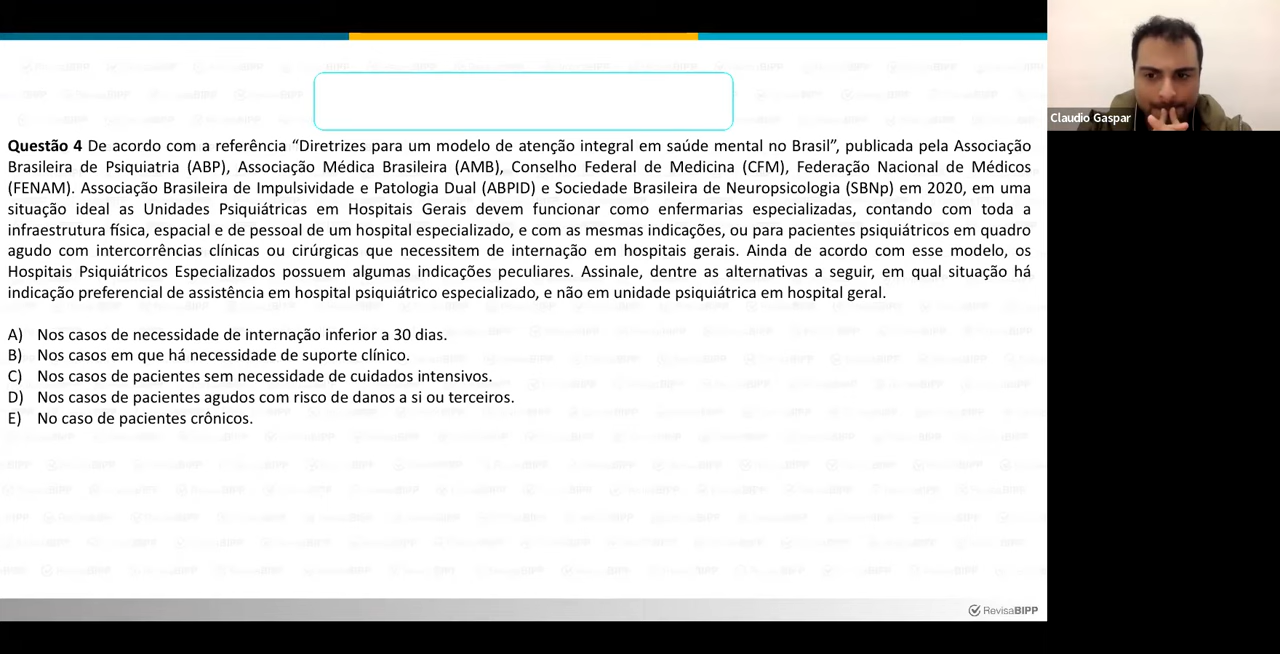 Claudio Gaspar
Questão 4 De acordo com a referência “Diretrizes para um modelo de atenção integral em saúde mental no Brasil”, publicada pela Associação
Brasileira de Psiquiatria (ABP), Associação Médica Brasileira (AMB), Conselho Federal de Medicina (CFM), Federação Nacional de Médicos
(FENAM). Associação Brasileira de Impulsividade e Patologia Dual (ABPID) e Sociedade Brasileira de Neuropsicologia (SBNp) em 2020, em uma
situação ideal as Unidades Psiquiátricas em Hospitais Gerais devem funcionar como enfermarias especializadas, contando com toda a
infraestrutura física, espacial e de pessoal de um hospital especializado, e com as mesmas indicações, ou para pacientes psiquiátricos em quadro
agudo com intercorrências clínicas ou cirúrgicas que necessitem de internação em hospitais gerais. Ainda de acordo com esse modelo, os
Hospitais Psiquiátricos Especializados possuem algumas indicações peculiares. Assinale, dentre as alternativas a seguir, em qual situação há
indicação preferencial de assistência em hospital psiquiátrico especializado, e não em unidade psiquiátrica em hospital geral.
A) Nos casos de necessidade de internação inferior a 30 dias.
B) Nos casos em que há necessidade de suporte clínico.
C) Nos casos de pacientes sem necessidade de cuidados intensivos.
D) Nos casos de pacientes agudos com risco de danos a si ou terceiros.
E) No caso de pacientes crônicos.
RevisaBIPP